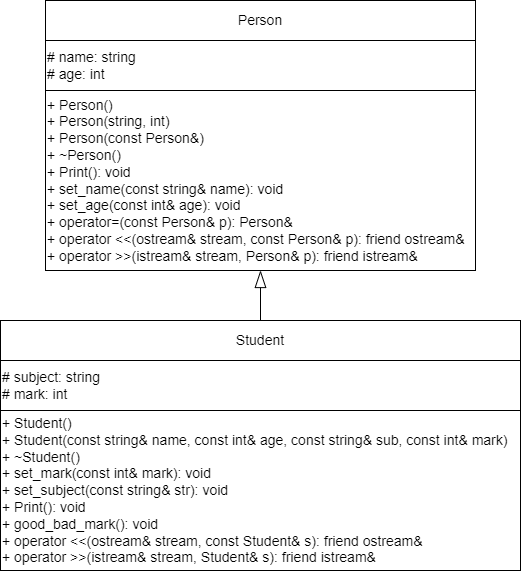 Person
# name: string
# age: int
+ Person()
+ Person(string, int)
+ Person(const Person&)
+ ~Person()
+ Print(): void
+ set_name(const string& name): void
+ set_age(const int& age): void
+ operator=(const Person& p): Person&
+ operator <<(ostream& stream, const Person& p): friend ostream&
+ operator >>(istream& stream, Person& p): friend istream&
Student
# subject: string
# mark: int
+ Student()
+ Student(const string& name, const int& age, const string& sub, const int& mark)
+ ~Student()
+ set_mark(const int& mark): void
+ set_subject(const string& str): void
+ Print(): void
+ good_bad_mark(): void
+ operator <<(ostream& stream, const Student& s): friend ostream&
+ operator >>(istream& stream, Student& s): friend istream&